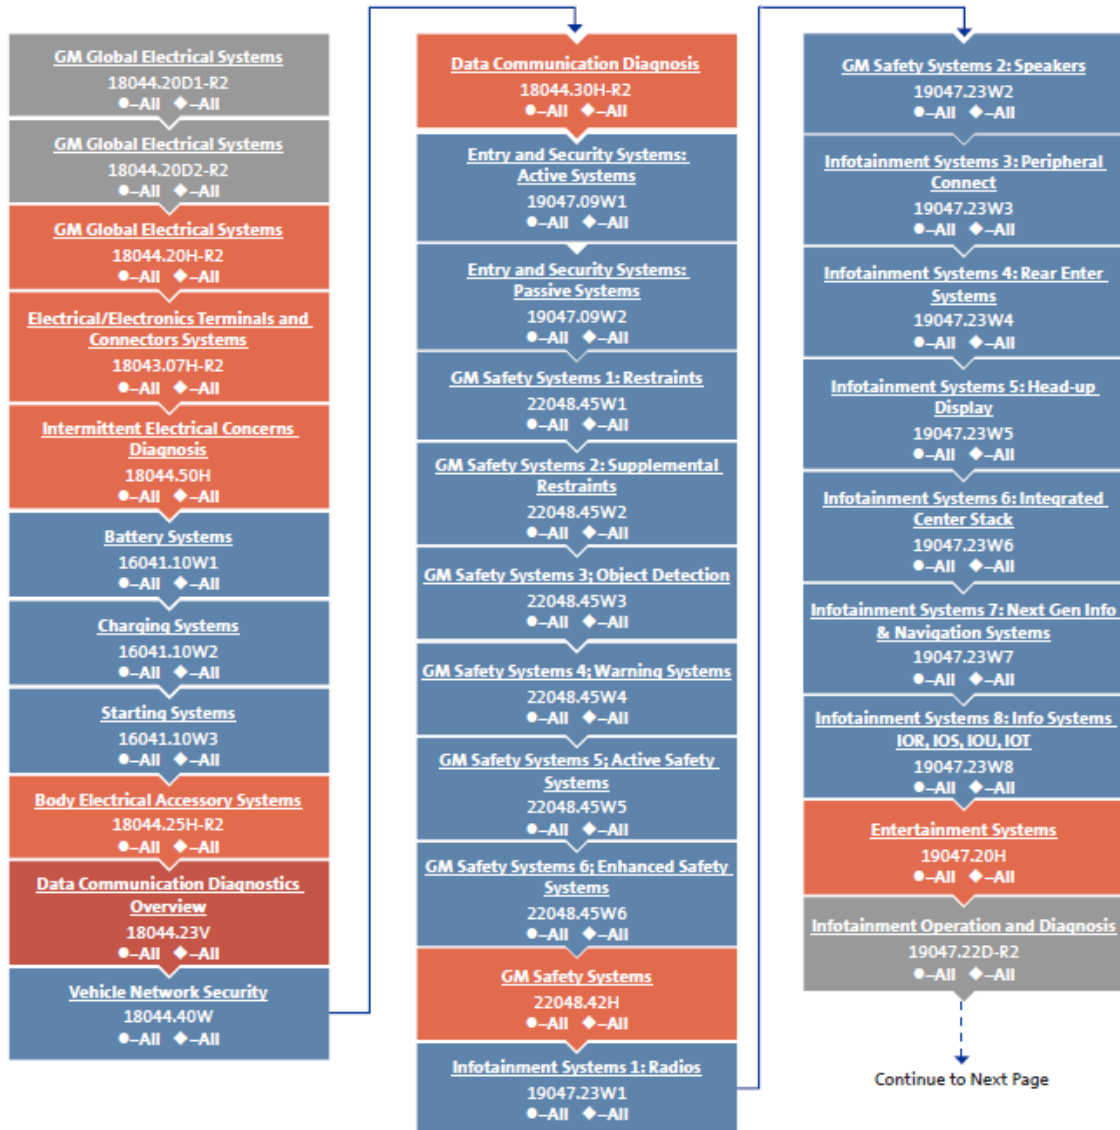 GM Global Electrical Systems
18044.20D1-R2
●–All ◆–All
GM Global Electrical Systems
18044.20D2-R2
●–All ◆–All
GM Global Electrical Systems
18044.20H-R2
●–All ◆–All
Electrical/Electronics Terminals and
Connectors Systems
18043.07H-R2
●–All ◆–All
Intermittent Electrical Concerns
Diagnosis
18044.50H
●–All ◆–All
Battery Systems
16041.10W1
●–All ◆–All
Charging Systems
16041.10W2
●–All ◆–All
Starting Systems
16041.10W3
●–All ◆–All
Body Electrical Accessory Systems
18044.25H-R2
●–All ◆–All
Data Communication Diagnostics
Overview
18044.23V
●–All ◆–All
Vehicle Network Security
18044.40W
●–All ◆–All
Data Communication Diagnosis
18044.30H-R2
●–All ◆–All
Entry and Security Systems:
Active Systems
19047.09W1
●–All ◆–All
Entry and Security Systems:
Passive Systems
19047.09W2
●–All ◆–All
GM Safety Systems 1: Restraints
22048.45W1
●–All ◆–All
GM Safety Systems 2: Supplemental
Restraints
22048.45W2
●–All ◆–All
GM Safety Systems 3; Object Detection
22048.45W3
●–All ◆–All
GM Safety Systems 4; Warning Systems
22048.45W4
●–All ◆–All
GM Safety Systems 5; Active Safety
Systems
22048.45W5
●–All ◆–All
GM Safety Systems 6; Enhanced Safety
Systems
22048.45W6
●–All ◆–All
GM Safety Systems
22048.42H
●–All ◆–All
Infotainment Systems 1: Radios
19047.23W1
●–All ◆–All
GM Safety Systems 2: Speakers
19047.23W2
●–All ◆–All
Infotainment Systems 3: Peripheral
Connect
19047.23W3
●–All ◆–All
Infotainment Systems 4: Rear Enter
Systems
19047.23W4
●–All ◆–All
Infotainment Systems 5: Head-up
Display
19047.23W5
●–All ◆–All
Infotainment Systems 6: Integrated
Center Stack
19047.23W6
●–All ◆–All
Infotainment Systems 7: Next Gen Info
& Navigation Systems
19047.23W7
●–All ◆–All
Infotainment Systems 8: Info Systems
IOR, IOS, IOU, IOT
19047.23W8
●–All ◆–All
Entertainment Systems
19047.20H
●–All ◆–All
Infotainment Operation and Diagnosis
19047.22D-R2
●–All ◆–All
Continue to Next Page